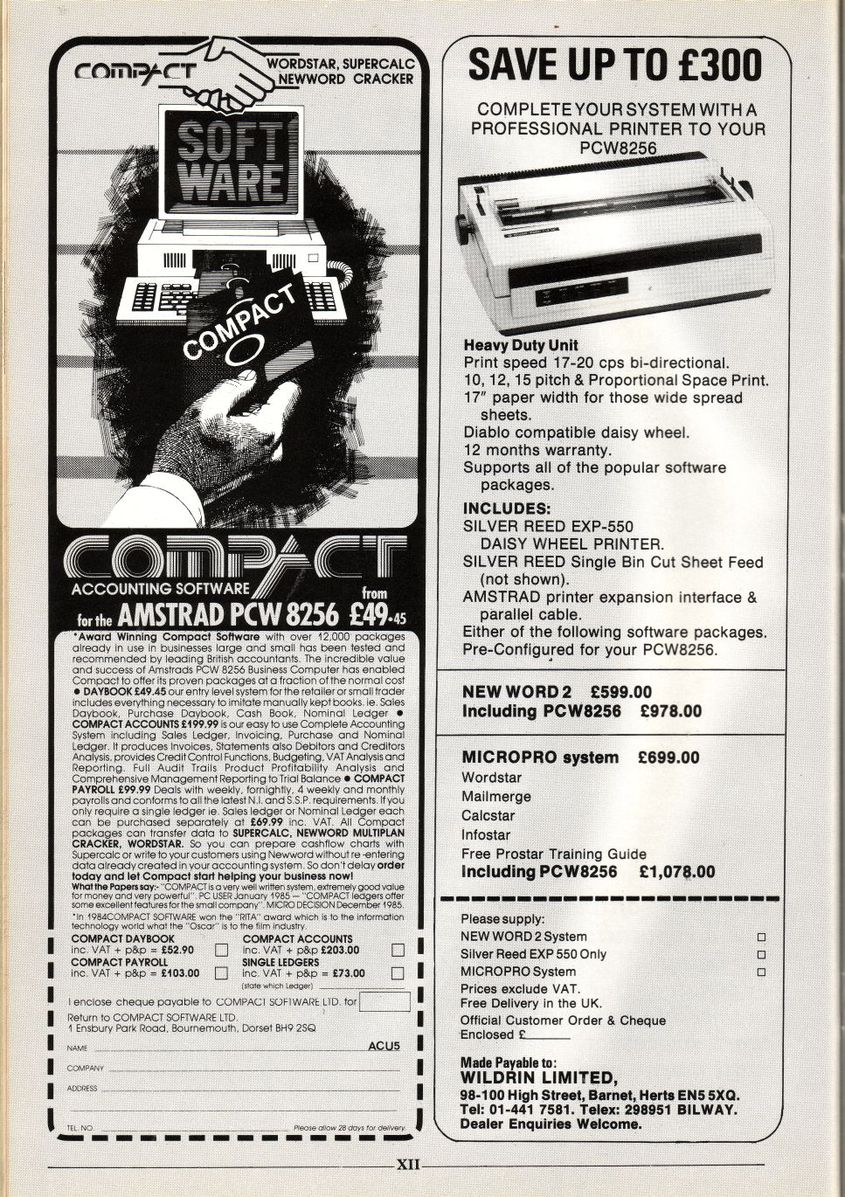 COMPACT
WORDSTAR, SUPERCALC
NEWWORD CRACKER
SOFT
WARE
COMPACT
COMPACT
ACCOUNTING SOFTWARE
from
for the AMSTRAD PCW 8256 £49.45
*Award Winning Compact Software with over 12,000 packages
already in use in businesses large and small has been tested and
recommended by leading British accountants. The incredible value
and success of Amstrads PCW 8256 Business Computer has enabled
Compact to offer its proven packages at a fraction of the normal cost
● DAYBOOK £49.45 our entry level system for the retailer or small trader
includes everything necessary to imitate manually kept books. ie. Sales
Daybook, Purchase Daybook, Cash Book, Nominal Ledger ●
COMPACT ACCOUNTS £199.99 is our easy to use Complete Accounting
System including Sales Ledger, Invoicing, Purchase and Nominal
Ledger. It produces Invoices, Statements also Debitors and Creditors
Analysis, provides Credit Control Functions, Budgeting, VAT Analysis and
Reporting. Full Audit Trails Product Profitability Analysis and
Comprehensive Management Reporting to Trial Balance ● COMPACT
PAYROLL £99.99 Deals with weekly, fornightly, 4 weekly and monthly
payrolls and conforms to all the latest N.I. and S.S.P. requirements. If you
only require a single ledger ie. Sales ledger or Nominal Ledger each
can be purchased separately at £69.99 inc. VAT. All Compact
packages can transfer data to SUPERCALC, NEWWORD MULTIPLAN
CRACKER, WORDSTAR. So you can prepare cashflow charts with
Supercalc or write to your customers using Newword without re-entering
data already created in your accounting system. So don't delay order
today and let Compact start helping your business now!
What the Papers say:- "COMPACT is a very well written system, extremely good value
for money and very powerful". PC USER January 1985 — "COMPACT ledgers offer
some excellent features for the small company". MICRO DECISION December 1985.
*In 1984 COMPACT SOFTWARE won the "RITA" award which is to the information
technology world what the "Oscar" is to the film industry.
COMPACT DAYBOOK
inc. VAT + p&p = £52.90
COMPACT ACCOUNTS
inc. VAT + p&p £203.00
COMPACT PAYROLL
inc. VAT + p&p = £103.00
SINGLE LEDGERS
inc. VAT + p&p = £73.00
(state which Ledger)
I enclose cheque payable to COMPACT SOFTWARE LTD. for
Return to COMPACT SOFTWARE LTD.
1 Ensbury Park Road, Bournemouth, Dorset BH9 2SQ
NAME ACU5
COMPANY
ADDRESS
TEL. NO. Please allow 28 days for delivery.
SAVE UP TO £300
COMPLETE YOUR SYSTEM WITH A
PROFESSIONAL PRINTER TO YOUR
PCW8256
Heavy Duty Unit
Print speed 17-20 cps bi-directional.
10, 12, 15 pitch & Proportional Space Print.
17″ paper width for those wide spread
sheets.
Diablo compatible daisy wheel.
12 months warranty.
Supports all of the popular software
packages.
INCLUDES:
SILVER REED EXP-550
DAISY WHEEL PRINTER.
SILVER REED Single Bin Cut Sheet Feed
(not shown).
AMSTRAD printer expansion interface &
parallel cable.
Either of the following software packages.
Pre-Configured for your PCW8256.
NEW WORD 2 £599.00
Including PCW8256 £978.00
MICROPRO system £699.00
Wordstar
Mailmerge
Calcstar
Infostar
Free Prostar Training Guide
Including PCW8256 £1,078.00
Please supply:
NEW WORD 2 System
Silver Reed EXP 550 Only
MICROPRO System
Prices exclude VAT.
Free Delivery in the UK.
Official Customer Order & Cheque
Enclosed £
Made Payable to:
WILDRIN LIMITED,
98-100 High Street, Barnet, Herts EN5 5XQ.
Tel: 01-441 7581. Telex: 298951 BILWAY.
Dealer Enquiries Welcome.
XII